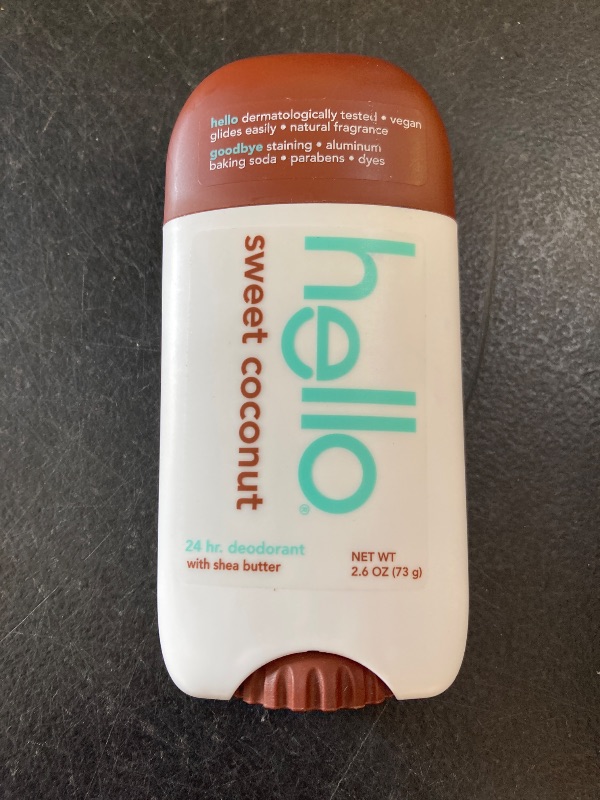 hello dermatologically tested • vegan
glides easily • natural fragrance
goodbye staining • aluminum
baking soda • parabens • dyes
hello®
sweet coconut
24 hr. deodorant
with shea butter
NET WT
2.6 OZ (73 g)